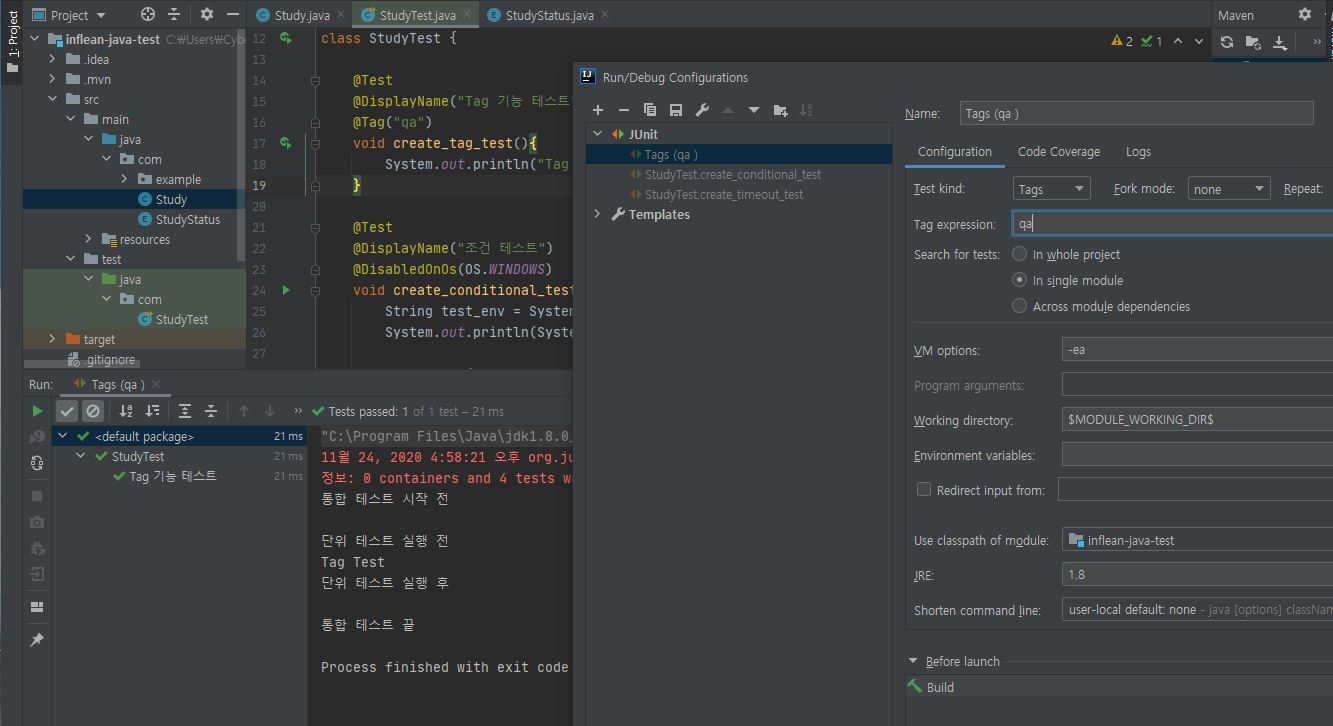 1: Project
Project
inflean-java-test C:₩Users₩Cyb
.idea
.mvn
src
main
java
com
example
Study
StudyStatus
resources
test
java
com
StudyTest
target
.gitignore
Study.java
StudyTest.java
StudyStatus.java
2
1
12 class StudyTest {
13
14 @Test
15 @DisplayName("Tag 기능 테스트"
16 @Tag("qa")
17 void create_tag_test(){
18 System.out.println("Tag
19 }
20
21 @Test
22 @DisplayName("조건 테스트")
23 @DisabledOnOs(OS.WINDOWS)
24 void create_conditional_test
25 String test_env = System
26 System.out.println(Syste
27
Maven
Run/Debug Configurations
JUnit
Tags (qa )
StudyTest.create_conditional_test
StudyTest.create_timeout_test
Templates
Name: Tags (qa )
Configuration Code Coverage Logs
Test kind: Tags Fork mode: none Repeat:
Tag expression: qa
Search for tests: In whole project
In single module
Across module dependencies
VM options: -ea
Program arguments:
Working directory: $MODULE_WORKING_DIR$
Environment variables:
Redirect input from:
Use classpath of module: inflean-java-test
JRE: 1.8
Shorten command line: user-local default: none - java [options] classNam
Before launch
Build
Run: Tags (qa )
Tests passed: 1 of 1 test – 21 ms
<default package> 21 ms
StudyTest 21 ms
Tag 기능 테스트 21 ms
"C:\Program Files\Java\jdk1.8.0_
11월 24, 2020 4:58:21 오후 org.ju
정보: 0 containers and 4 tests w
통합 테스트 시작 전
단위 테스트 실행 전
Tag Test
단위 테스트 실행 후
통합 테스트 끝
Process finished with exit code